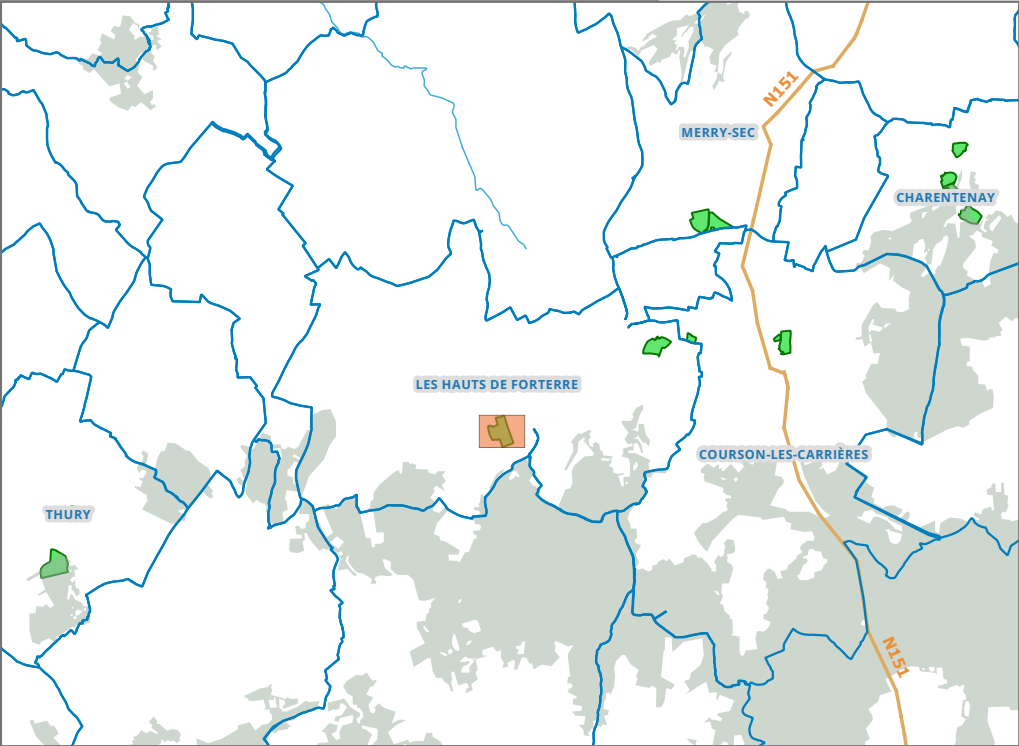 N151
MERRY-SEC
CHARENTENAY
LES HAUTS DE FORTERRE
COURSON-LES-CARRIÈRES
THURY
N151